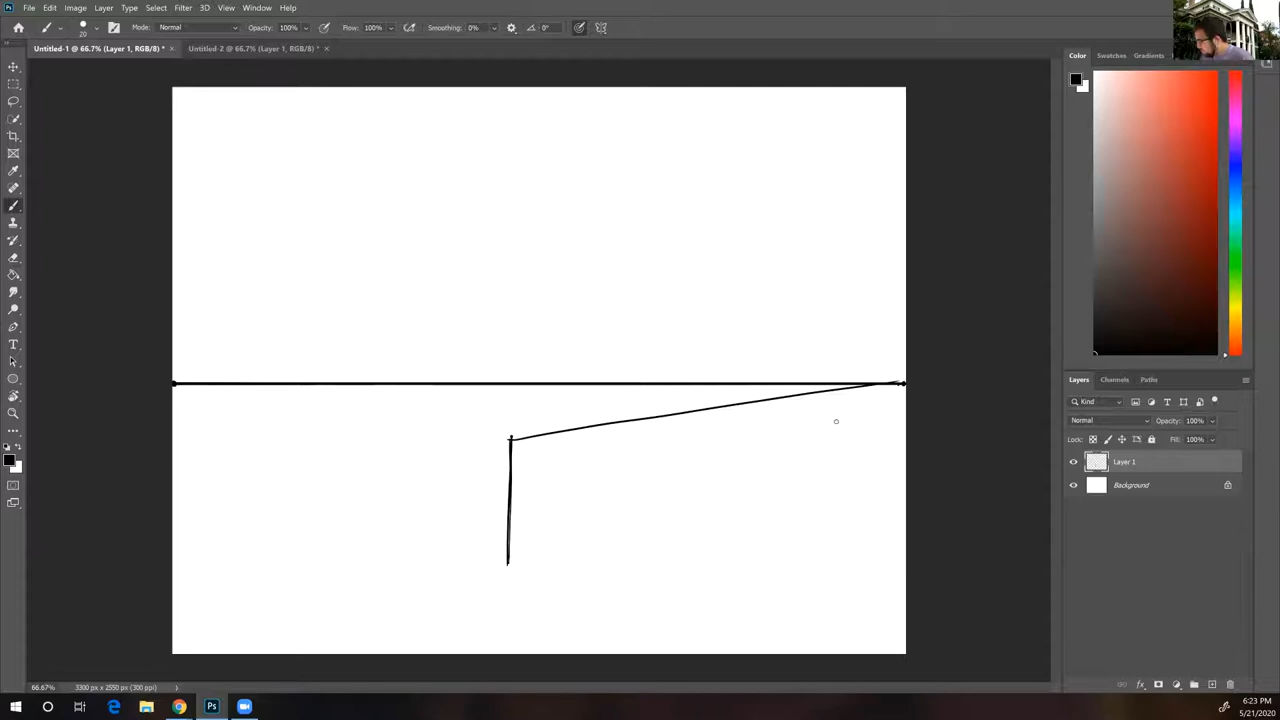 File Edit Image Layer Type Select Filter 3D View Window Help
20 Mode: Normal Opacity: 100% Flow: 100% Smoothing: 0% 0°
Untitled-1 @ 66.7% (Layer 1, RGB/8) * × Untitled-2 @ 66.7% (Layer 1, RGB/8) * ×
Color Swatches Gradients
Layers Channels Paths
Kind
Normal Opacity: 100%
Lock: Fill: 100%
Layer 1
Background
66.67% 3300 px x 2550 px (300 ppi)
6:23 PM
5/21/2020